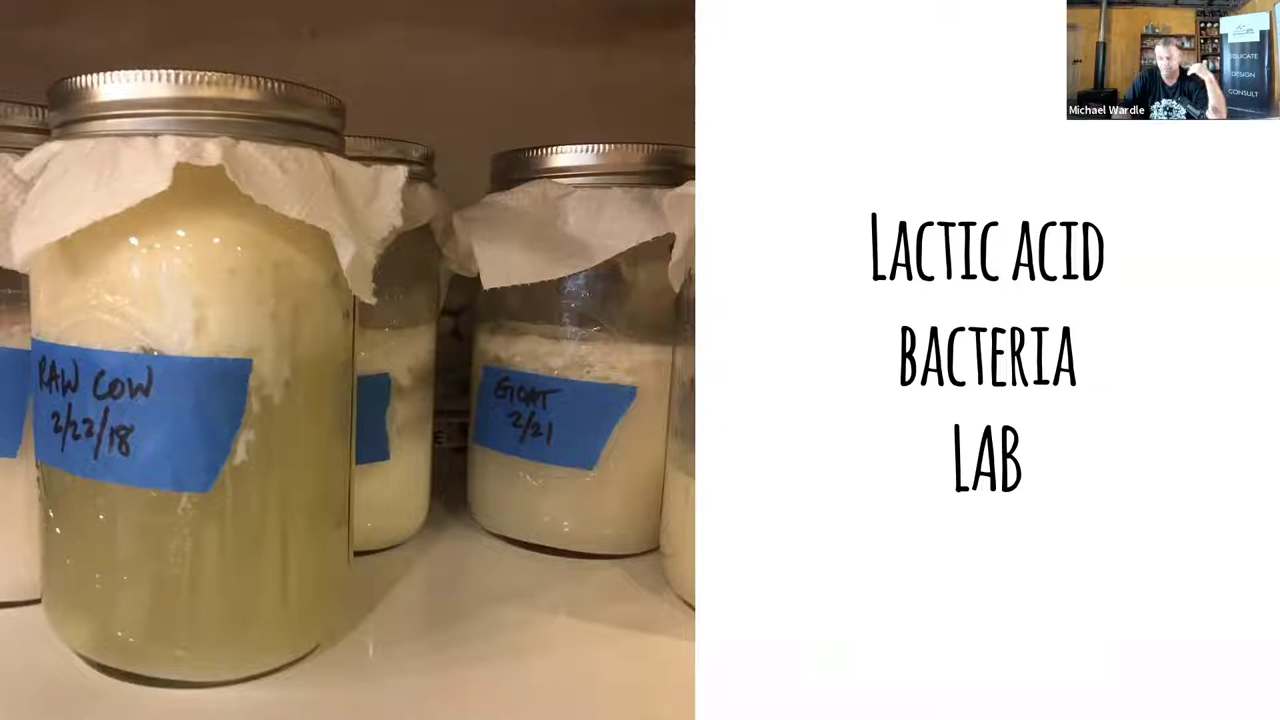 RAW COW
2/22/18
GOAT
2/21
Michael Wardle
EDUCATE
DESIGN
CONSULT
LACTIC ACID
BACTERIA
LAB